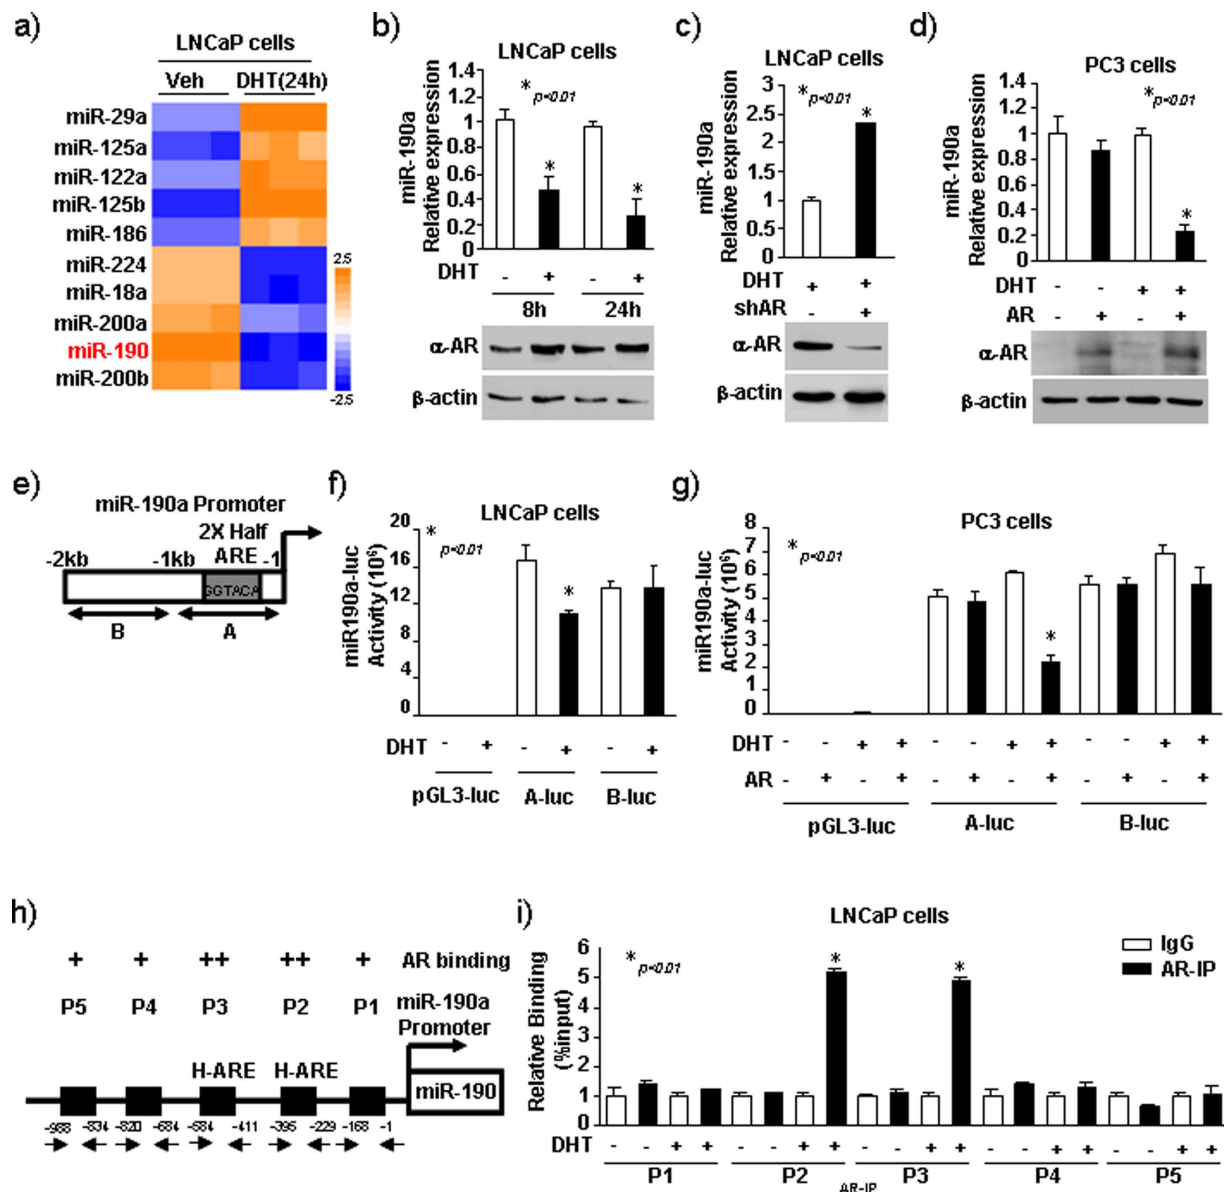 a)
LNCaP cells
Veh DHT(24h)
miR-29a
miR-125a
miR-122a
miR-125b
miR-186
miR-224
miR-18a
miR-200a
miR-190
miR-200b
2.5
-2.5
b)
LNCaP cells
miR-190a
Relative expression
1.4
1.2
1
0.8
0.6
0.4
0.2
0
* p<0.01
*
*
DHT - + - +
8h 24h
α-AR
β-actin
c)
LNCaP cells
miR-190a
Relative expression
3
2.5
2
1.5
1
0.5
0
* p<0.01
*
DHT + +
shAR - +
α-AR
β-actin
d)
PC3 cells
miR-190a
Relative expression
1.4
1.2
1
0.8
0.6
0.4
0.2
0
* p<0.01
*
DHT - - + +
AR - + - +
α-AR
β-actin
e)
miR-190a Promoter
2X Half
-2kb -1kb ARE -1
GGTACA
B A
f)
LNCaP cells
miR190a-luc
Activity (10⁶)
20
16
12
8
4
0
* p<0.01
*
DHT - + - + - +
pGL3-luc A-luc B-luc
g)
PC3 cells
miR190a-luc
Activity (10⁶)
8
7
6
5
4
3
2
1
0
* p<0.01
*
DHT - - + + - - + + - - + +
AR - + - + - + - + - + - +
pGL3-luc A-luc B-luc
h)
+ + ++ ++ + AR binding
P5 P4 P3 P2 P1 miR-190a
Promoter
H-ARE H-ARE
miR-190
-988 -834 -820 -684 -584 -411 -395 -229 -168 -1
i)
LNCaP cells
IgG
AR-IP
Relative Binding
(%input)
6
5
4
3
2
1
0
* p<0.01
*
*
DHT - - + + - - + + - - + + - - + + - - + +
P1 P2 P3 P4 P5
AR-IP